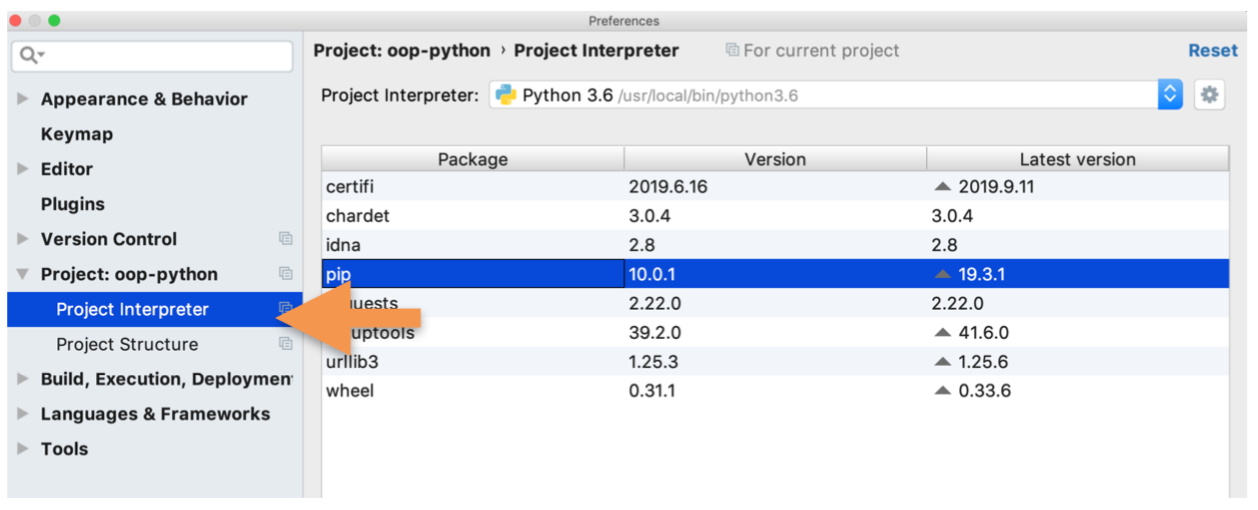 Preferences
Project: oop-python › Project Interpreter For current project Reset
Project Interpreter: Python 3.6 /usr/local/bin/python3.6
Appearance & Behavior
Keymap
Editor
Plugins
Version Control
Project: oop-python
Project Interpreter
Project Structure
Build, Execution, Deploymen
Languages & Frameworks
Tools
Package Version Latest version
certifi 2019.6.16 2019.9.11
chardet 3.0.4 3.0.4
idna 2.8 2.8
pip 10.0.1 19.3.1
uests 2.22.0 2.22.0
uptools 39.2.0 41.6.0
urllib3 1.25.3 1.25.6
wheel 0.31.1 0.33.6